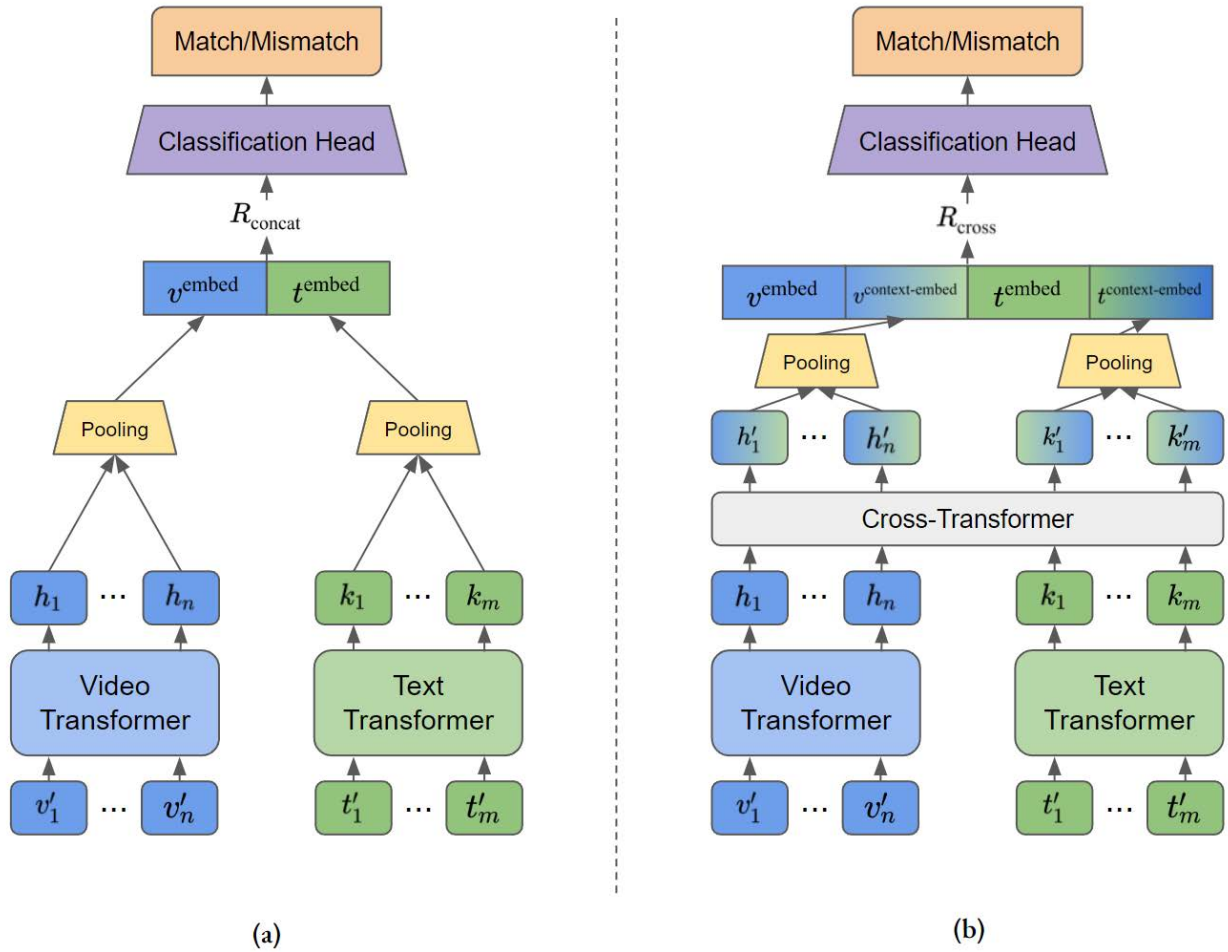 Match/Mismatch
Classification Head
R_concat
v^embed t^embed
Pooling Pooling
h_1 ... h_n k_1 ... k_m
Video Transformer
Text Transformer
v'_1 ... v'_n t'_1 ... t'_m
(a)
Match/Mismatch
Classification Head
R_cross
v^embed v^context-embed t^embed t^context-embed
Pooling Pooling
h'_1 ... h'_n k'_1 ... k'_m
Cross-Transformer
h_1 ... h_n k_1 ... k_m
Video
Transformer
Text
Transformer
v'_1 ... v'_n t'_1 ... t'_m
(b)